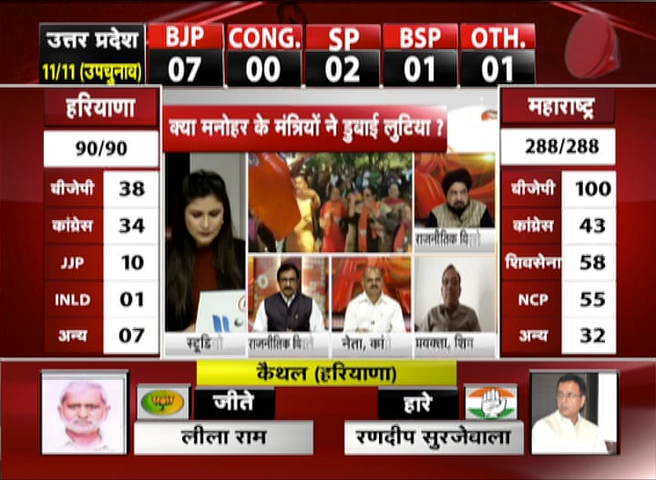 उत्तर प्रदेश
11/11 (उपचुनाव)
BJP
07
CONG.
00
SP
02
BSP
01
OTH.
01
हरियाणा
90/90
बीजेपी 38
कांग्रेस 34
JJP 10
INLD 01
अन्य 07
क्या मनोहर के मंत्रियों ने डुबाई लुटिया ?
राजनीतिक
स्टूडि
राजनीतिक
नेता, कां
प्रवक्ता, शिव
महाराष्ट्र
288/288
बीजेपी 100
कांग्रेस 43
शिवसेना 58
NCP 55
अन्य 32
कैथल (हरियाणा)
जीते
लीला राम
हारे
रणदीप सुरजेवाला